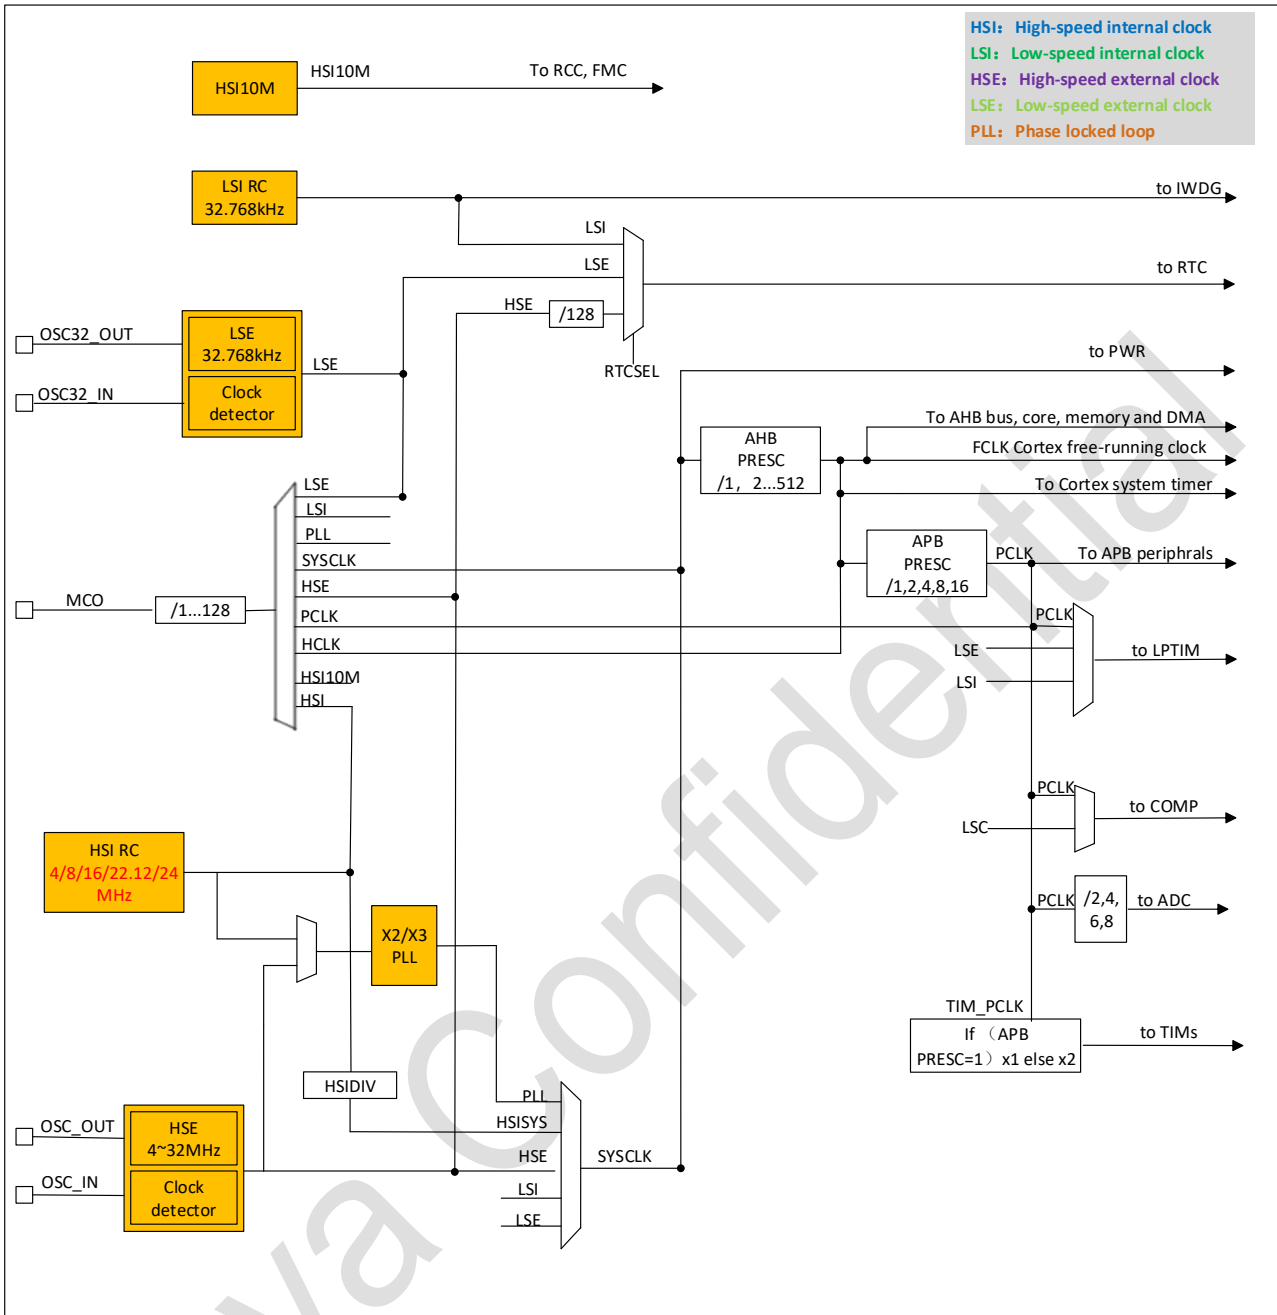 HSI: High-speed internal clock
LSI: Low-speed internal clock
HSE: High-speed external clock
LSE: Low-speed external clock
PLL: Phase locked loop
HSI10M
HSI10M
To RCC, FMC
LSI RC
32.768kHz
to IWDG
LSI
LSE
HSE
/128
RTCSEL
to RTC
OSC32_OUT
OSC32_IN
LSE
32.768kHz
Clock
detector
LSE
to PWR
AHB
PRESC
/1, 2...512
To AHB bus, core, memory and DMA
FCLK Cortex free-running clock
To Cortex system timer
APB
PRESC
/1,2,4,8,16
PCLK
To APB periphrals
LSE
LSI
PLL
SYSCLK
HSE
PCLK
HCLK
HSI10M
HSI
MCO
/1...128
PCLK
LSE
LSI
to LPTIM
PCLK
LSC
to COMP
HSI RC
4/8/16/22.12/24
MHz
X2/X3
PLL
PCLK
/2,4,
6,8
to ADC
TIM_PCLK
If （APB
PRESC=1）x1 else x2
to TIMs
HSIDIV
PLL
HSISYS
HSE
LSI
LSE
SYSCLK
OSC_OUT
OSC_IN
HSE
4~32MHz
Clock
detector
va Confidential